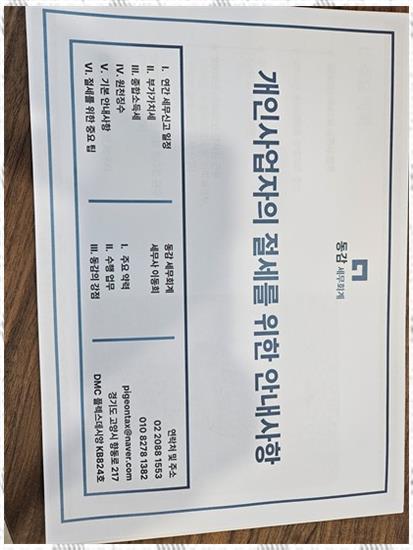 동감 세무회계
개인사업자의 절세를 위한 안내사항
I. 연간 세무신고 일정
II. 부가가치세
III. 종합소득세
IV. 원천징수
V. 기본 안내사항
VI. 절세를 위한 중요 팁
동감 세무회계
세무사 이동희
I. 주요 약력
II. 수행 업무
III. 동감의 강점
연락처 및 주소
02 2088 1553
010 8278 1382
pigeontax@naver.com
경기도 고양시 향동로 217
DMC 플렉스데시앙 KB824호